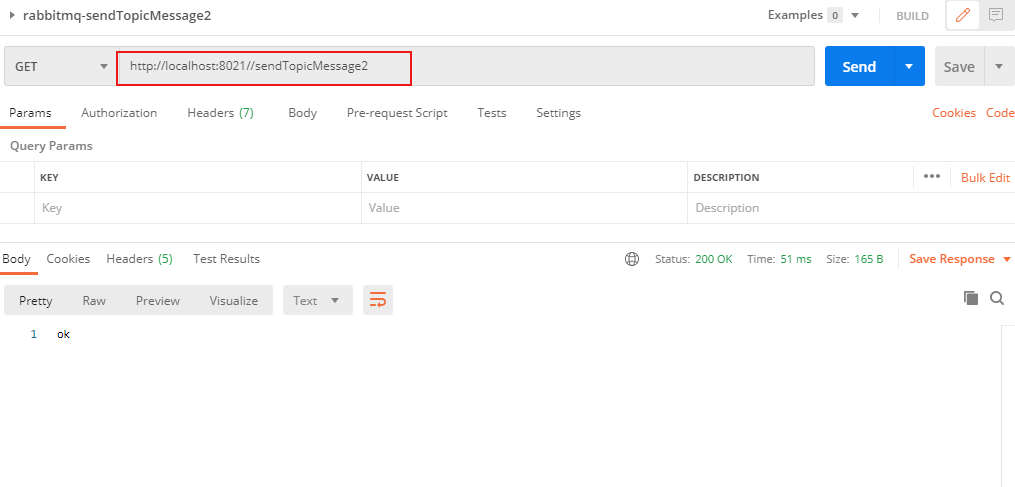 rabbitmq-sendTopicMessage2 Examples 0 BUILD
GET http://localhost:8021//sendTopicMessage2 Send Save
Params Authorization Headers (7) Body Pre-request Script Tests Settings Cookies Code
Query Params
KEY VALUE DESCRIPTION ••• Bulk Edit
Key Value Description
Body Cookies Headers (5) Test Results Status: 200 OK Time: 51 ms Size: 165 B Save Response
Pretty Raw Preview Visualize Text
1 ok